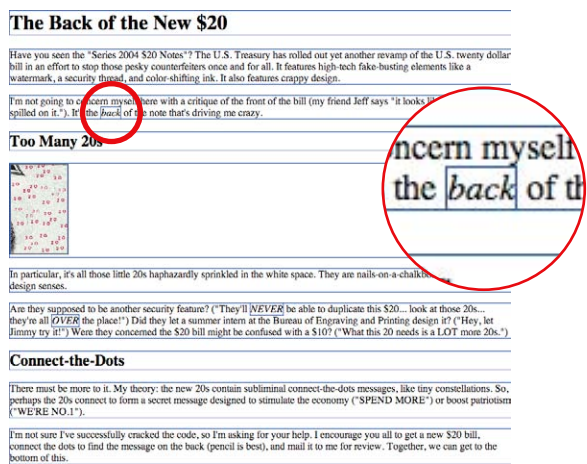 The Back of the New $20
Have you seen the "Series 2004 $20 Notes"? The U.S. Treasury has rolled out yet another revamp of the U.S. twenty dollar
bill in an effort to stop those pesky counterfeiters once and for all. It features high-tech fake-busting elements like a
watermark, a security thread, and color-shifting ink. It also features crappy design.
I'm not going to concern myself here with a critique of the front of the bill (my friend Jeff says "it looks
spilled on it."). It's the back of the note that's driving me crazy.
ncern myself
the back of th
Too Many 20s
In particular, it's all those little 20s haphazardly sprinkled in the white space. They are
design senses.
Are they supposed to be another security feature? ("They'll NEVER be able to duplicate this $20... look at those 20s...
they're all OVER the place!") Did they let a summer intern at the Bureau of Engraving and Printing design it? ("Hey, let
Jimmy try it!") Were they concerned the $20 bill might be confused with a $10? ("What this 20 needs is a LOT more 20s.")
Connect-the-Dots
There must be more to it. My theory: the new 20s contain subliminal connect-the-dots messages, like tiny constellations. So,
perhaps the 20s connect to form a secret message designed to stimulate the economy ("SPEND MORE") or boost patriotism
("WE'RE NO.1").
I'm not sure I've successfully cracked the code, so I'm asking for your help. I encourage you all to get a new $20 bill,
connect the dots to find the message on the back (pencil is best), and mail it to me for review. Together, we can get to the
bottom of this.